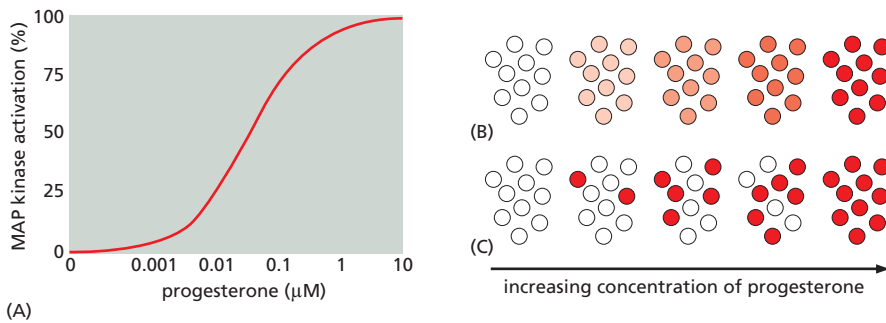 100
75
50
25
0
MAP kinase activation (%)
0 0.001 0.01 0.1 1 10
progesterone (μM)
(A)
(B)
(C)
increasing concentration of progesterone